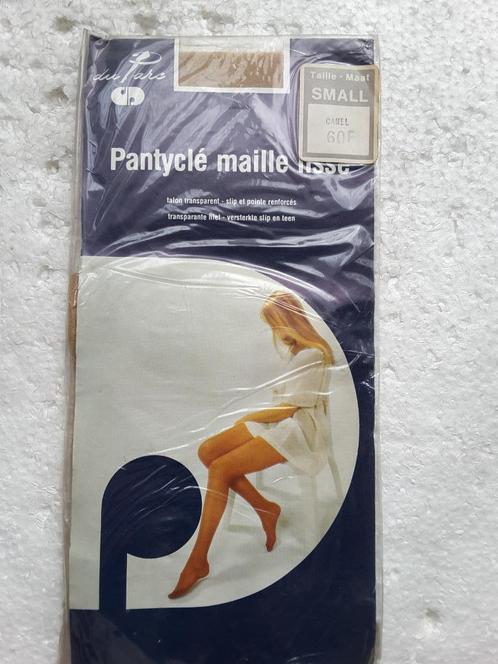 du Parc
Taille - Maat
SMALL
CAMEL
60F
Pantyclé maille lisse
talon transparent - slip et pointe renforcés
transparante hiel - versterkte slip en teen